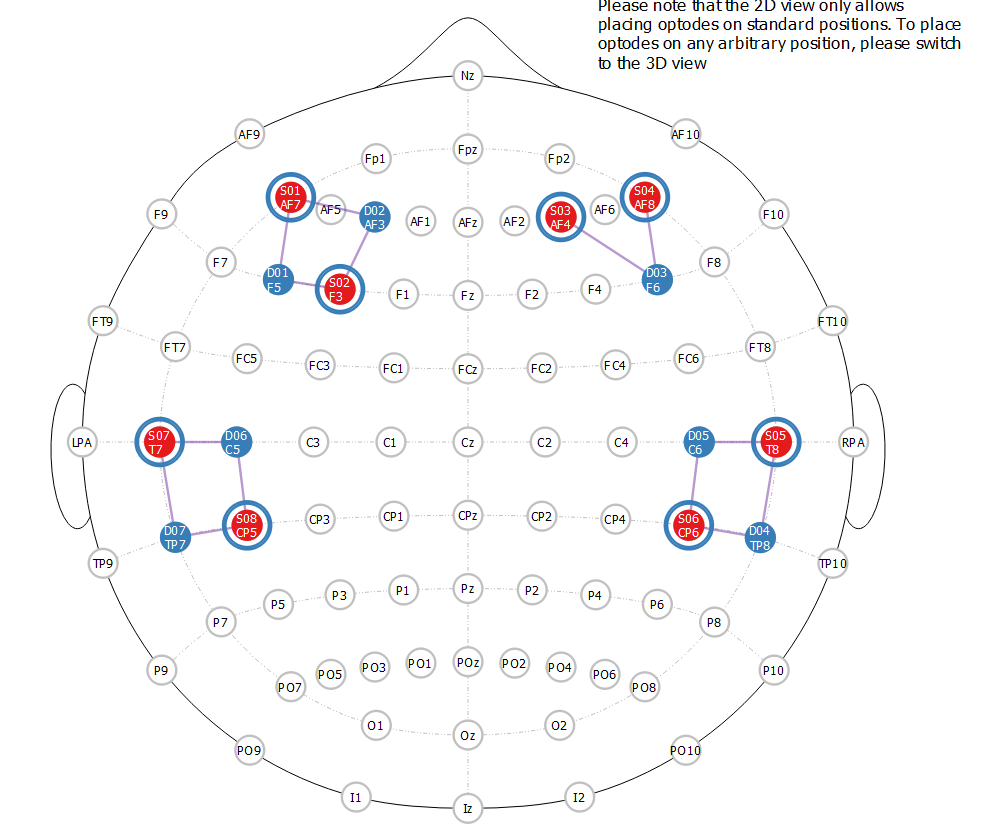 Please note that the 2D view only allows
placing optodes on standard positions. To place
optodes on any arbitrary position, please switch
to the 3D view
Nz
AF9
AF10
Fp1
Fpz
Fp2
S01
AF7
AF5
D02
AF3
AF1
AFz
AF2
S03
AF4
AF6
S04
AF8
F9
F10
F7
D01
F5
S02
F3
F1
Fz
F2
F4
D03
F6
F8
FT9
FT10
FT7
FC5
FC3
FC1
FCz
FC2
FC4
FC6
FT8
LPA
S07
T7
D06
C5
C3
C1
Cz
C2
C4
D05
C6
S05
T8
RPA
TP9
D07
TP7
S08
CP5
CP3
CP1
CPz
CP2
CP4
S06
CP6
D04
TP8
TP10
P7
P5
P3
P1
Pz
P2
P4
P6
P8
P9
P10
PO7
PO5
PO3
PO1
POz
PO2
PO4
PO6
PO8
O1
Oz
O2
PO9
PO10
I1
Iz
I2